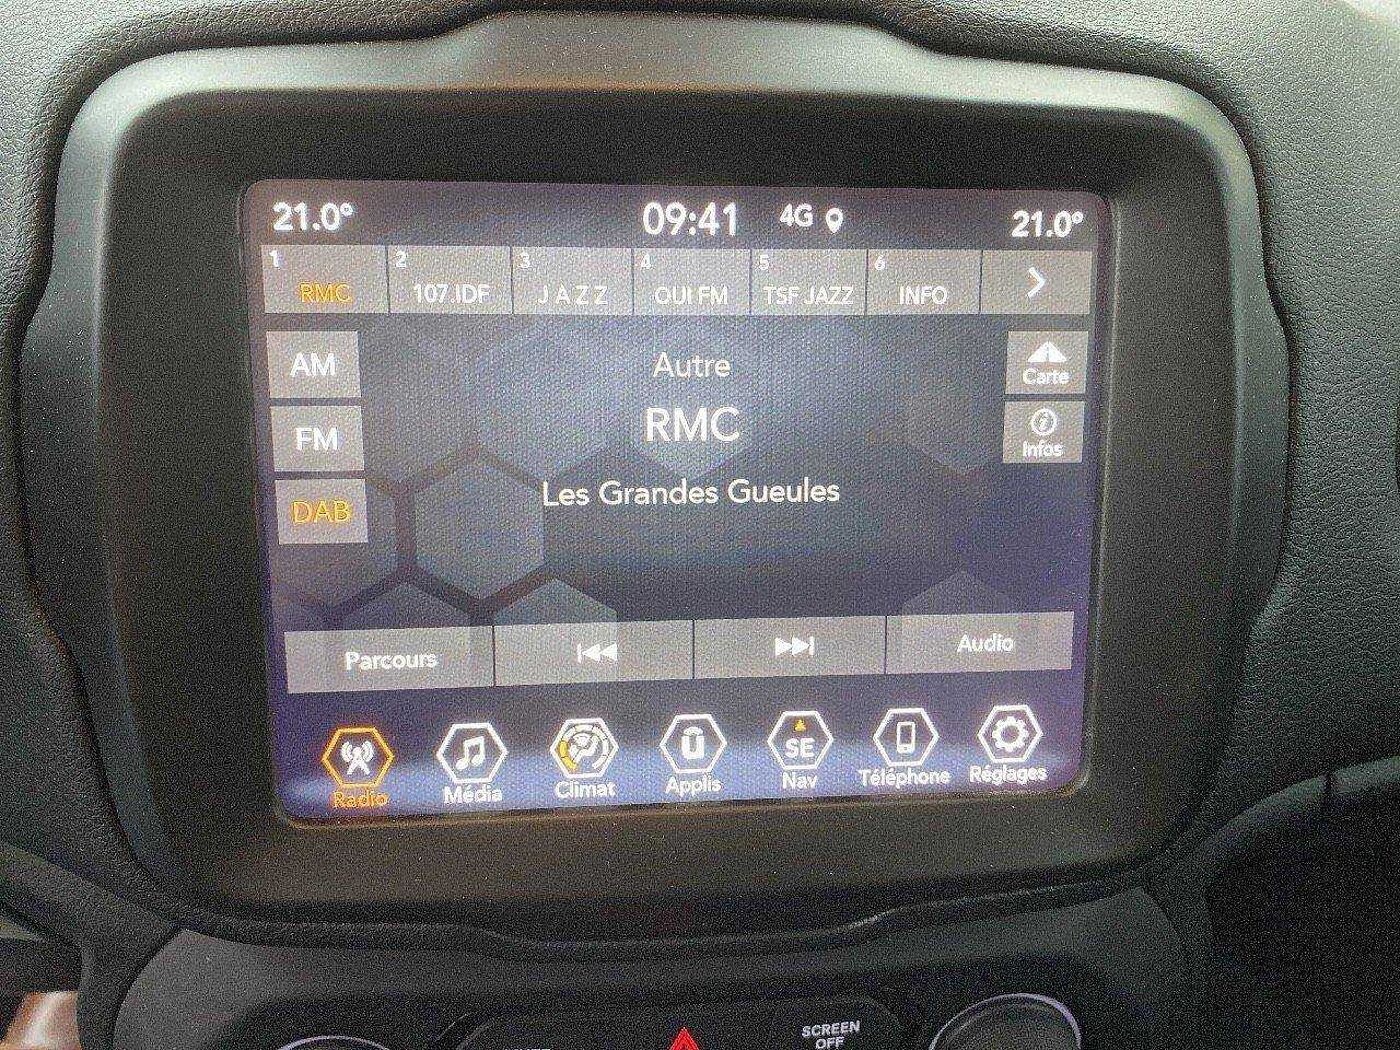 21.0° 09:41 4G 21.0°
1 RMC 2 107.IDF 3 J A Z Z 4 OUI FM 5 TSF JAZZ 6 INFO
AM Autre Carte
FM RMC Infos
DAB Les Grandes Gueules
Parcours Audio
SE
Radio Média Climat Applis Nav Téléphone Réglages
SCREEN
OFF